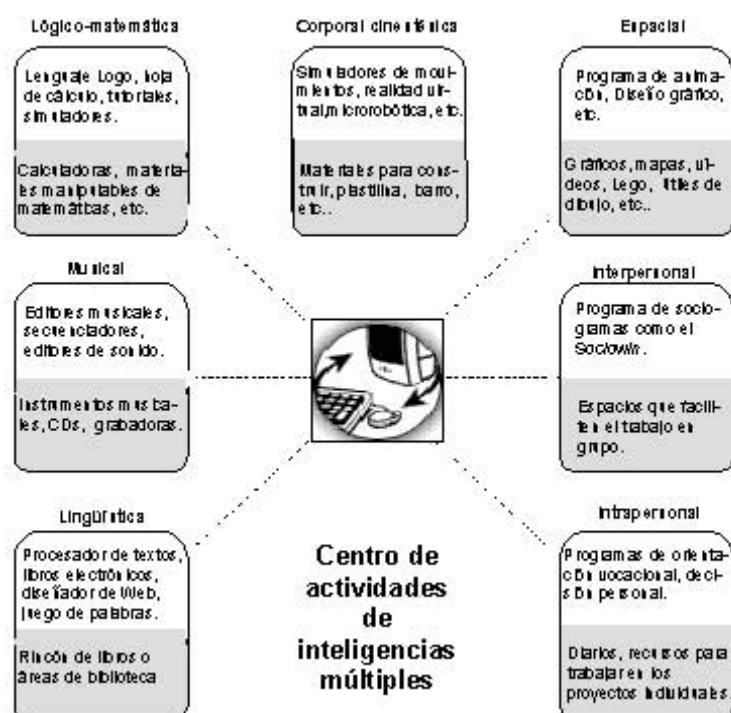 Lógico-matemática
Lenguaje Logo, hoja
de cálculo, tutoriales,
simuladores.
Calculadoras, materia-
les manipulables de
matemáticas, etc.
Corporal cinestésica
Simuladores de movi-
mientos, realidad vir-
tual, microrobótica, etc.
Materiales para cons-
truir, plastilina, barro,
etc..
Espacial
Programa de anima-
ción, Diseño gráfico,
etc.
Gráficos, mapas, ví-
deos, Lego, útiles de
dibujo, etc..
Musical
Editores musicales,
secuenciadores,
editores de sonido.
Instrumentos musica-
les, CDs, grabadoras.
Interpersonal
Programa de socio-
gramas como el
Sociowin.
Espacios que facili-
ten el trabajo en
grupo.
Lingüística
Procesador de textos,
libros electrónicos,
diseñador de Web,
juego de palabras.
Rincón de libros o
áreas de biblioteca
Centro de
actividades
de
inteligencias
múltiples
Intrapersonal
Programas de orienta-
ción vocacional, deci-
sión personal.
Diarios, recursos para
trabajar en los
proyectos individuales.